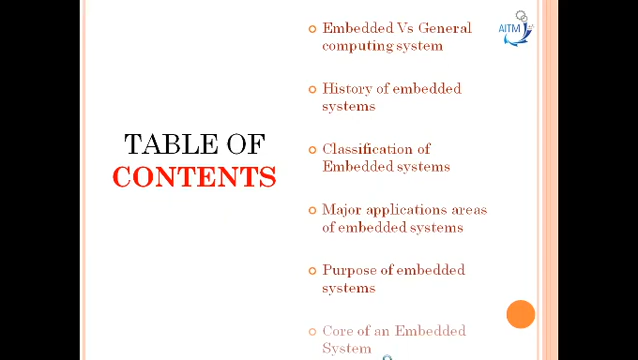 Embedded Vs General
computing system
AITM
History of embedded
systems
TABLE OF
CONTENTS
Classification of
Embedded systems
Major applications areas
of embedded systems
Purpose of embedded
systems
Core of an Embedded
System